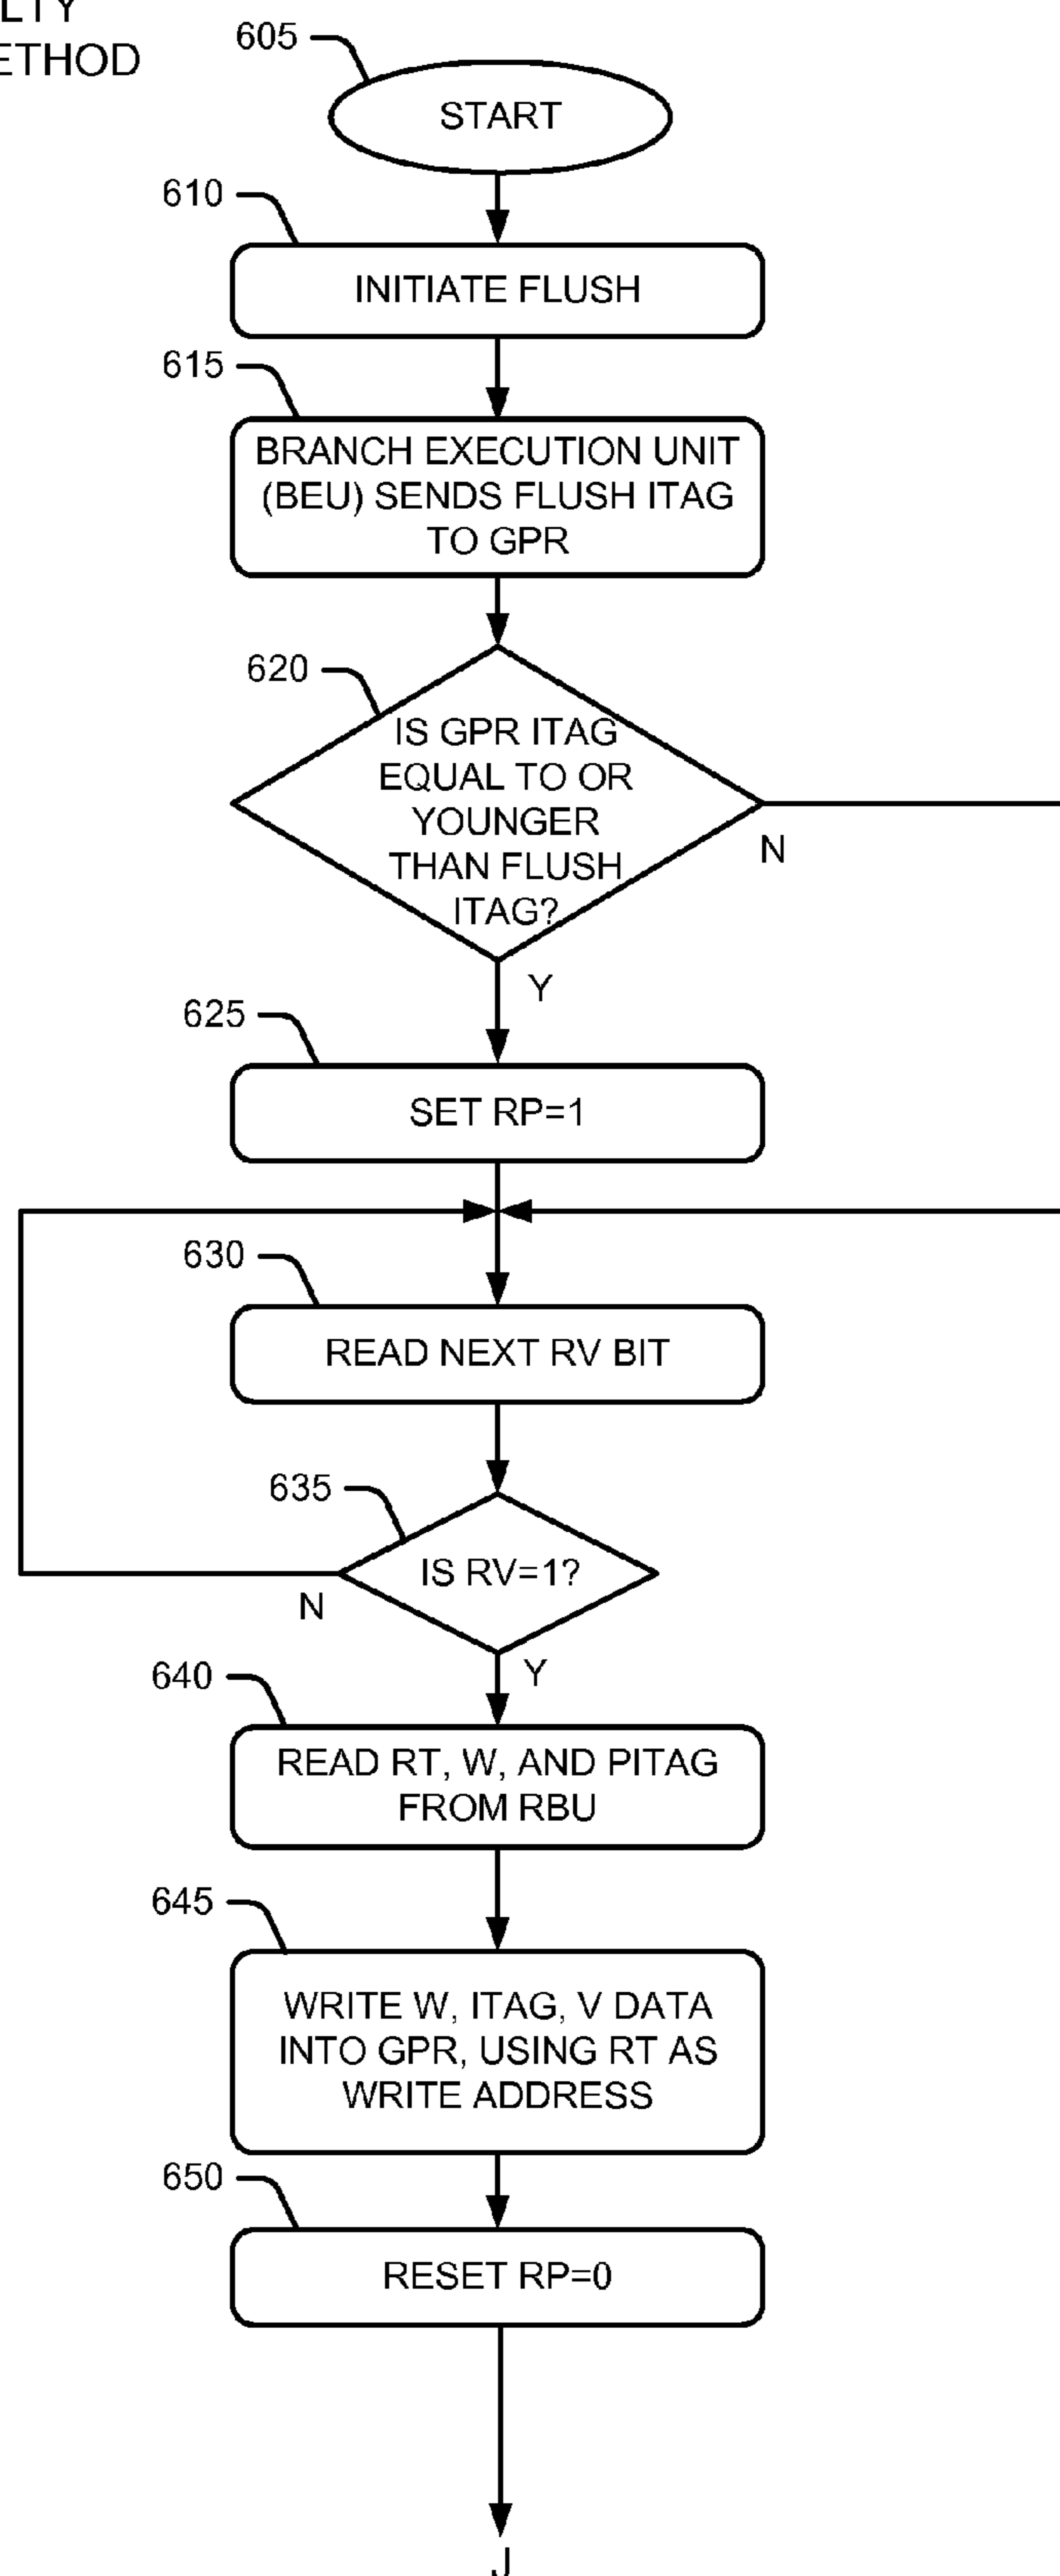 LTY
ETHOD
605
START
610
INITIATE FLUSH
615
BRANCH EXECUTION UNIT
(BEU) SENDS FLUSH ITAG
TO GPR
620
IS GPR ITAG
EQUAL TO OR
YOUNGER
THAN FLUSH
ITAG?
N
Y
625
SET RP=1
630
READ NEXT RV BIT
635
IS RV=1?
N
Y
640
READ RT, W, AND PITAG
FROM RBU
645
WRITE W, ITAG, V DATA
INTO GPR, USING RT AS
WRITE ADDRESS
650
RESET RP=0
J